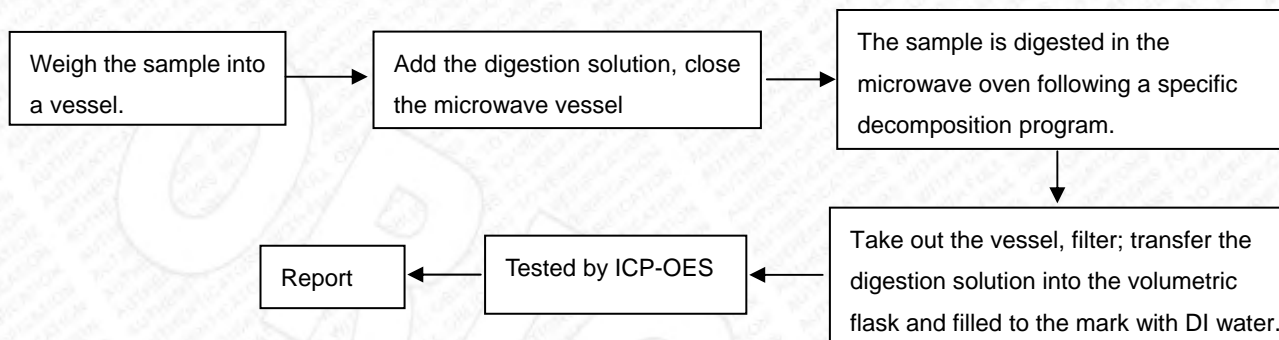 Weigh the sample into
a vessel.
Add the digestion solution, close
the microwave vessel
The sample is digested in the
microwave oven following a specific
decomposition program.
Take out the vessel, filter; transfer the
digestion solution into the volumetric
flask and filled to the mark with DI water.
Tested by ICP-OES
Report